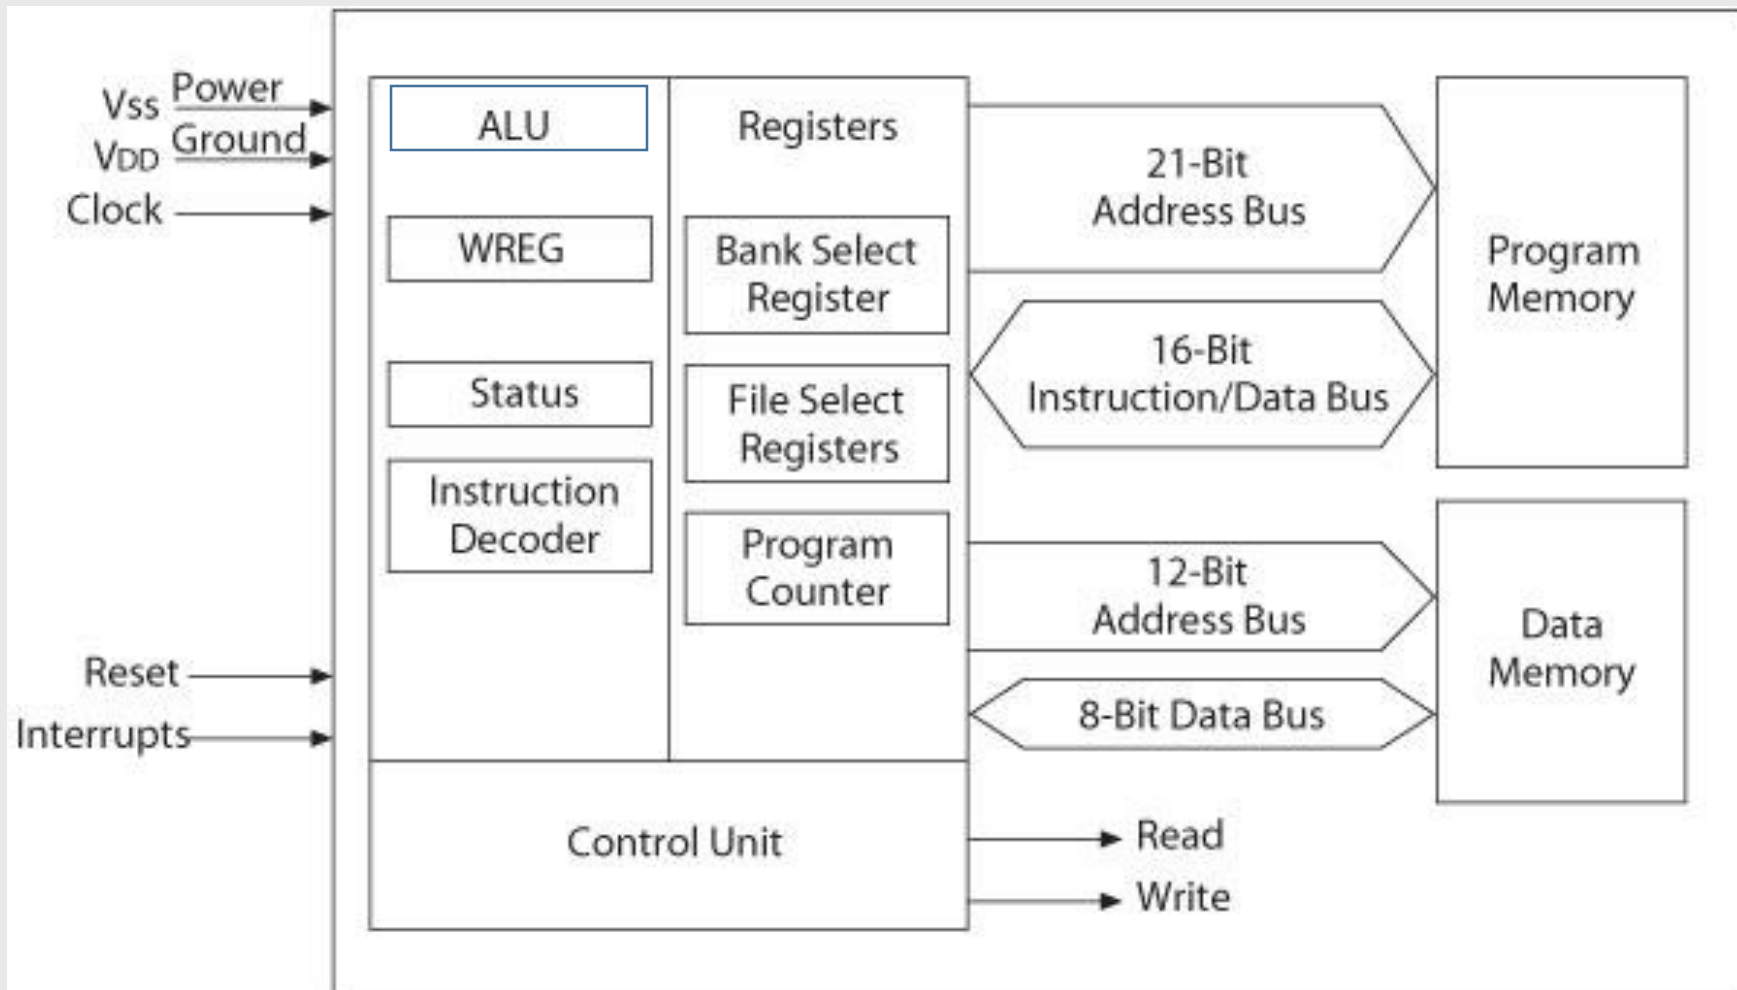 Power
Vss
Ground
VDD
Clock
Reset
Interrupts
ALU
WREG
Status
Instruction
Decoder
Registers
Bank Select
Register
File Select
Registers
Program
Counter
Control Unit
21-Bit
Address Bus
16-Bit
Instruction/Data Bus
12-Bit
Address Bus
8-Bit Data Bus
Read
Write
Program
Memory
Data
Memory